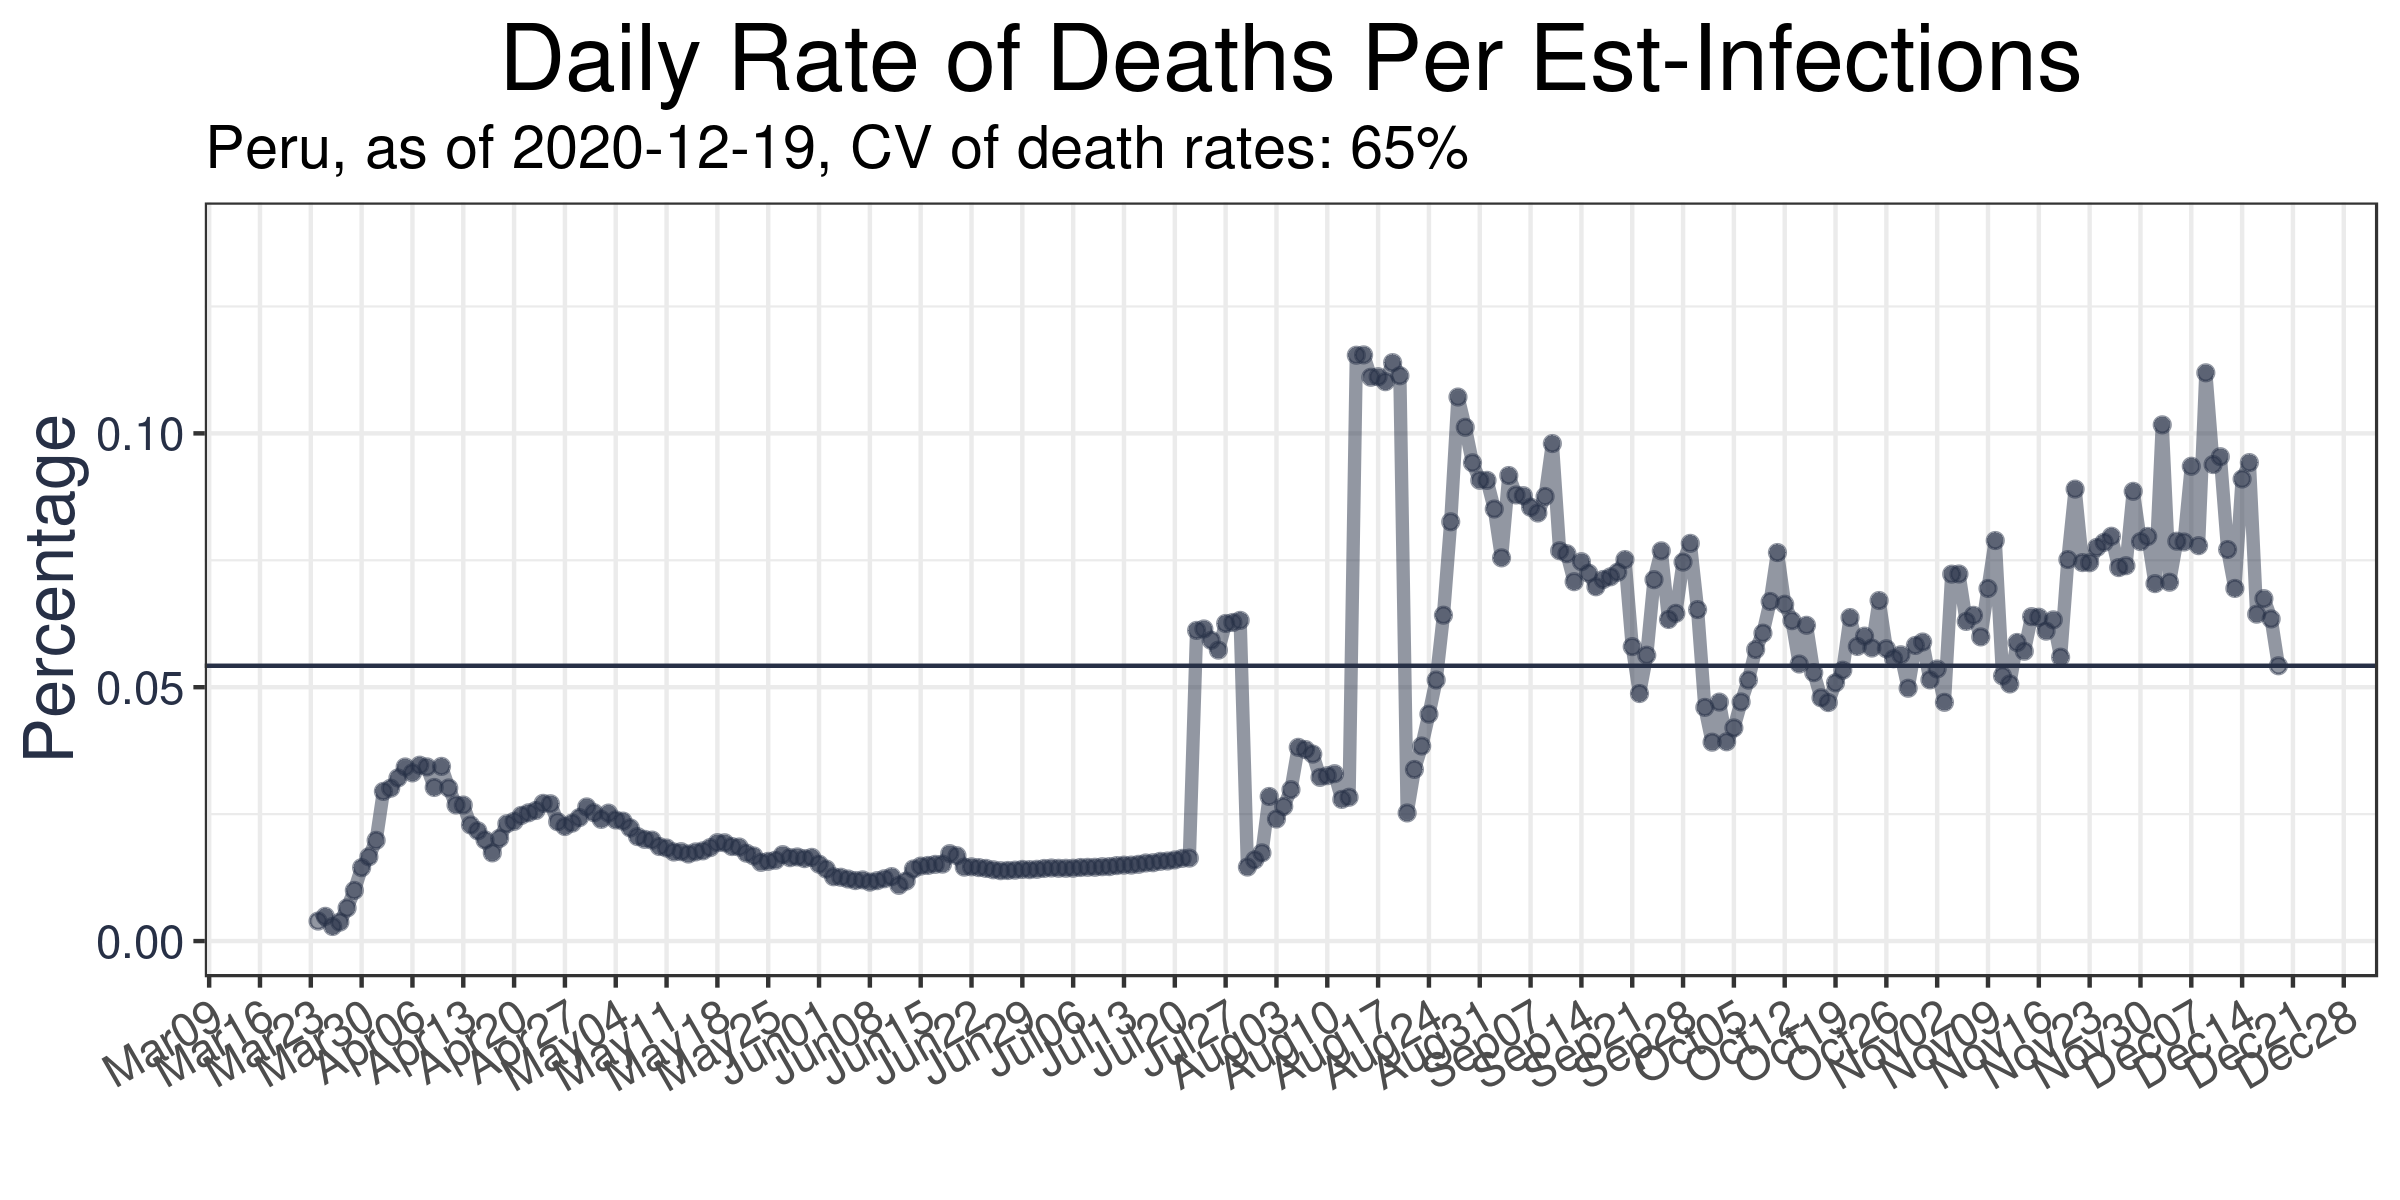 Daily Rate of Deaths Per Est-Infections
Peru, as of 2020-12-19, CV of death rates: 65%
Percentage
0.10
0.05
0.00
Mar09
Mar16
Mar23
Mar30
Apr06
Apr13
Apr20
Apr27
May04
May11
May18
May25
Jun01
Jun08
Jun15
Jun22
Jun29
Jul06
Jul13
Jul20
Jul27
Aug03
Aug10
Aug17
Aug24
Aug31
Sep07
Sep14
Sep21
Sep28
Oct05
Oct12
Oct19
Oct26
Nov02
Nov09
Nov16
Nov23
Nov30
Dec07
Dec14
Dec21
Dec28